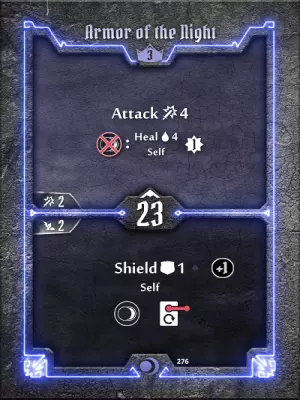 Armor of the Night
3
Attack 4
: Heal 4 1
Self
2
23
2
Shield 1 +1
Self
276